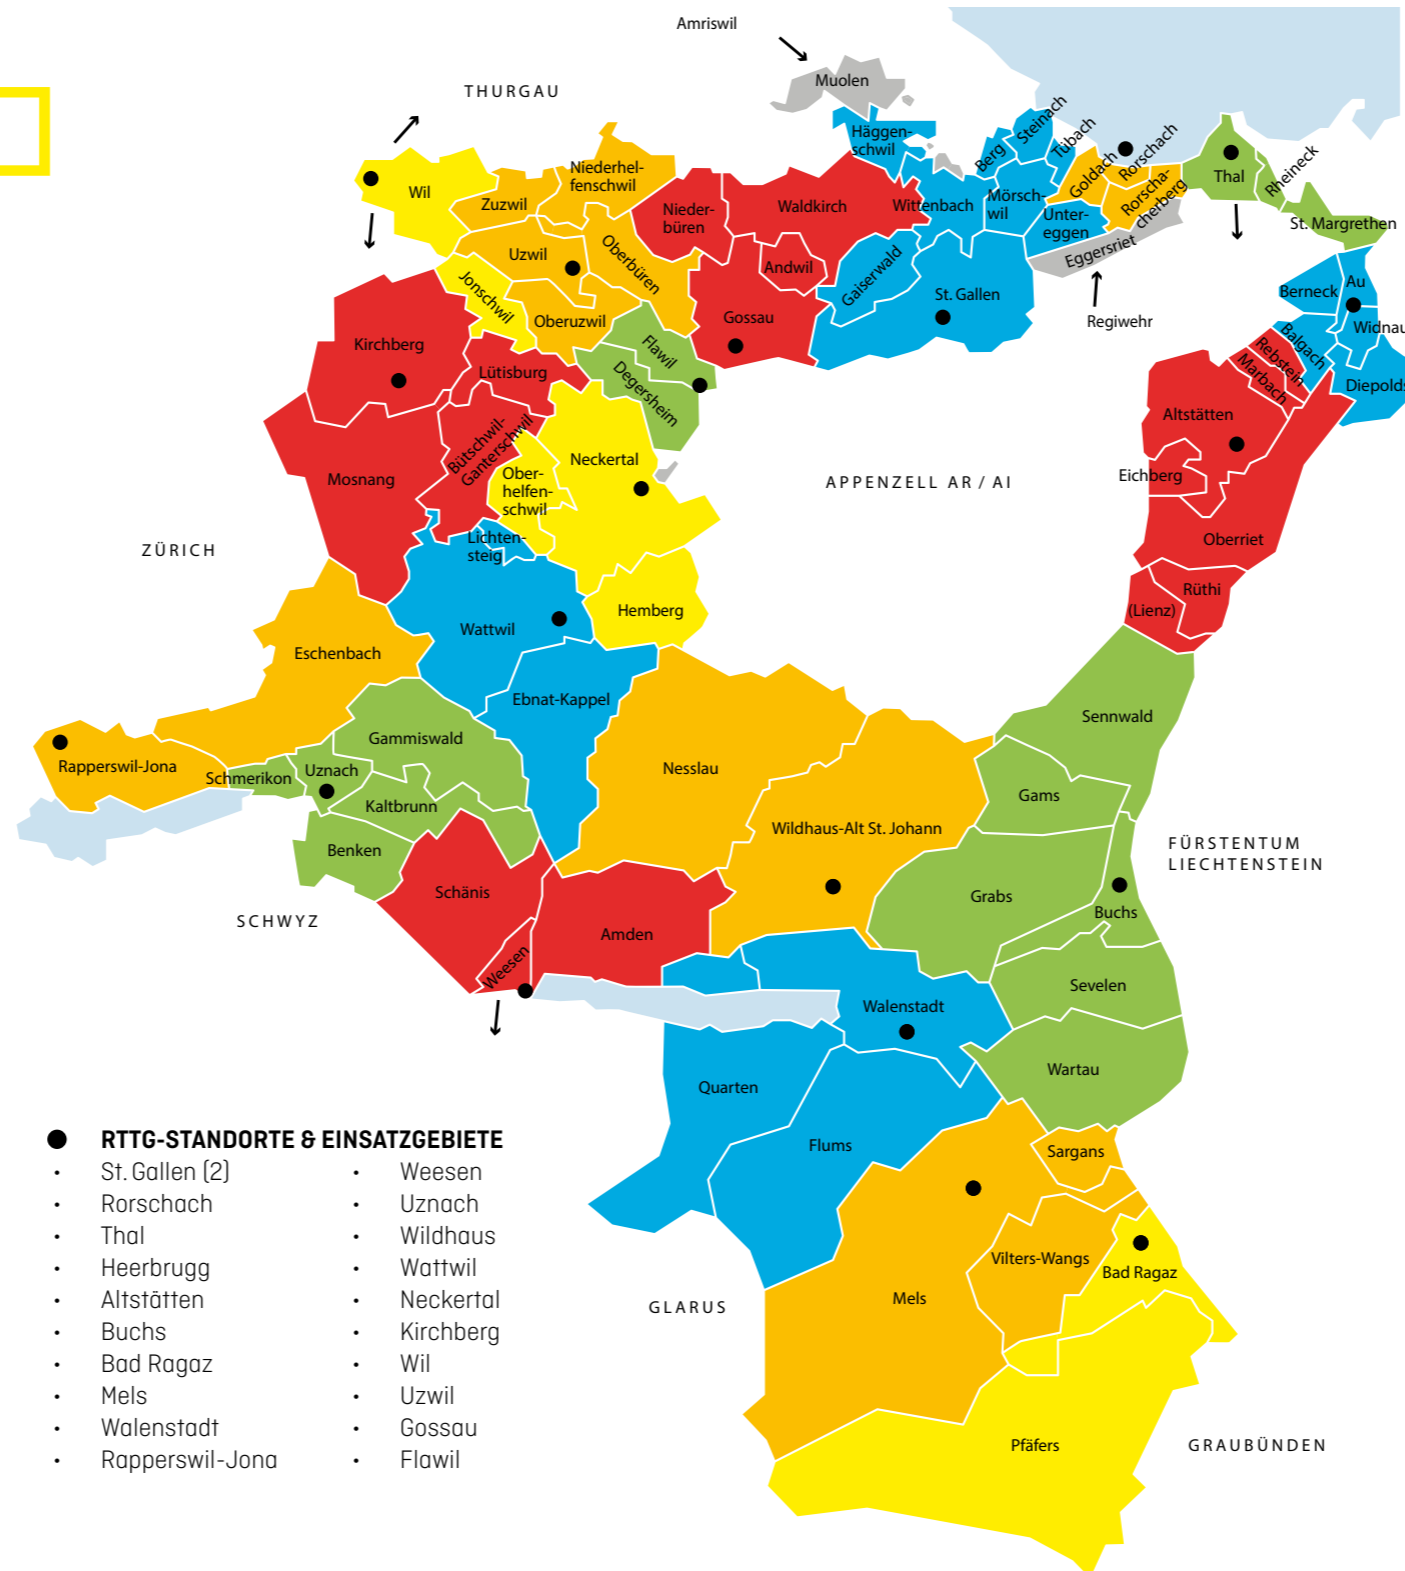 Amriswil
Muolen
THURGAU
Häggen-
schwil
Berg
Steinach
Tübach
Goldach
Rorschach
Rorscha-
cherberg
Thal
Rheineck
St. Margrethen
Wil
Zuzwil
Niederhel-
fenschwil
Nieder-
büren
Waldkirch
Wittenbach
Mörsch-
wil
Unter-
eggen
Eggersriet
Regiwehr
Uzwil
Oberbüren
Andwil
Gaiserwald
St. Gallen
Berneck
Au
Widnau
Balgach
Rebstein
Marbach
Diepolds
Jonschwil
Oberuzwil
Gossau
Kirchberg
Lütisburg
Flawil
Degersheim
Altstätten
Eichberg
Mosnang
Bütschwil-
Ganterschwil
Ober-
helfen-
schwil
Neckertal
APPENZELL AR / AI
Oberriet
Lichten-
steig
ZÜRICH
Rüthi
(Lienz)
Hemberg
Wattwil
Eschenbach
Ebnat-Kappel
Sennwald
Gammiswald
Nesslau
Rapperswil-Jona
Schmerikon
Uznach
Kaltbrunn
Gams
Wildhaus-Alt St. Johann
Benken
FÜRSTENTUM
LIECHTENSTEIN
Schänis
Grabs
Buchs
SCHWYZ
Amden
Weesen
Sevelen
Walenstadt
Wartau
Quarten
Flums
Sargans
Vilters-Wangs
Bad Ragaz
Mels
GLARUS
Pfäfers
GRAUBÜNDEN
RTTG-STANDORTE & EINSATZGEBIETE
• St. Gallen (2)
• Rorschach
• Thal
• Heerbrugg
• Altstätten
• Buchs
• Bad Ragaz
• Mels
• Walenstadt
• Rapperswil-Jona
• Weesen
• Uznach
• Wildhaus
• Wattwil
• Neckertal
• Kirchberg
• Wil
• Uzwil
• Gossau
• Flawil